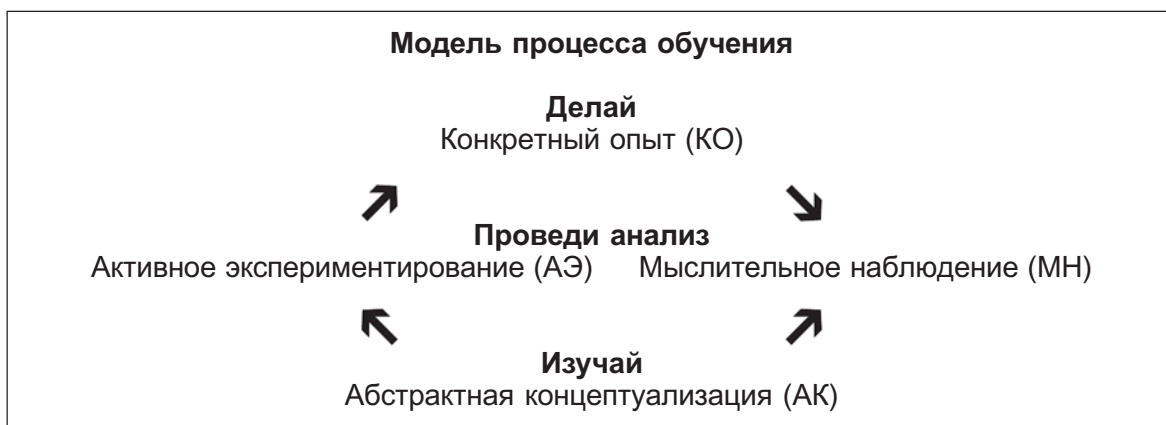 Модель процесса обучения
Делай
Конкретный опыт (КО)
Проведи анализ
Активное экспериментирование (АЭ) Мыслительное наблюдение (МН)
Изучай
Абстрактная концептуализация (АК)